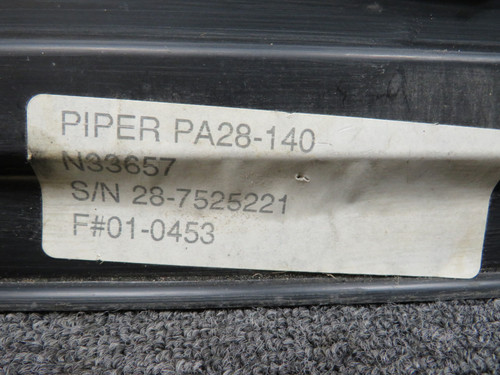 PIPER PA28-140
N33657
S/N 28-7525221
F#01-0453